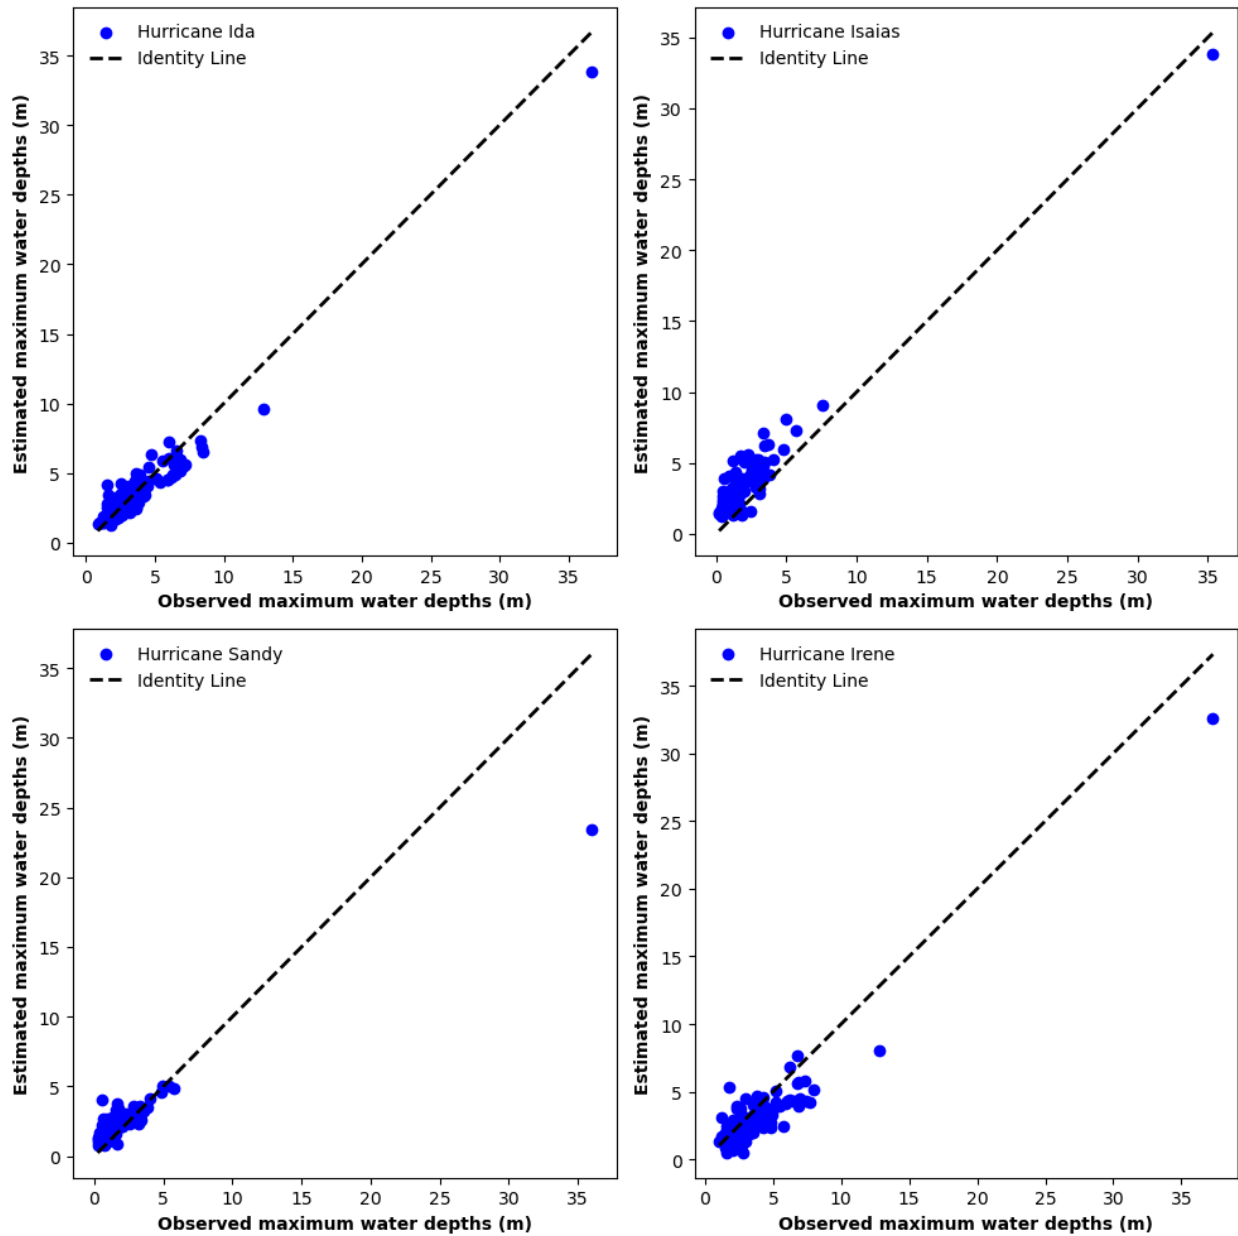 Hurricane Ida
Identity Line
Estimated maximum water depths (m)
35
30
25
20
15
10
5
0
0 5 10 15 20 25 30 35
Observed maximum water depths (m)
Hurricane Isaias
Identity Line
Estimated maximum water depths (m)
35
30
25
20
15
10
5
0
0 5 10 15 20 25 30 35
Observed maximum water depths (m)
Hurricane Sandy
Identity Line
Estimated maximum water depths (m)
35
30
25
20
15
10
5
0
0 5 10 15 20 25 30 35
Observed maximum water depths (m)
Hurricane Irene
Identity Line
Estimated maximum water depths (m)
35
30
25
20
15
10
5
0
0 5 10 15 20 25 30 35
Observed maximum water depths (m)